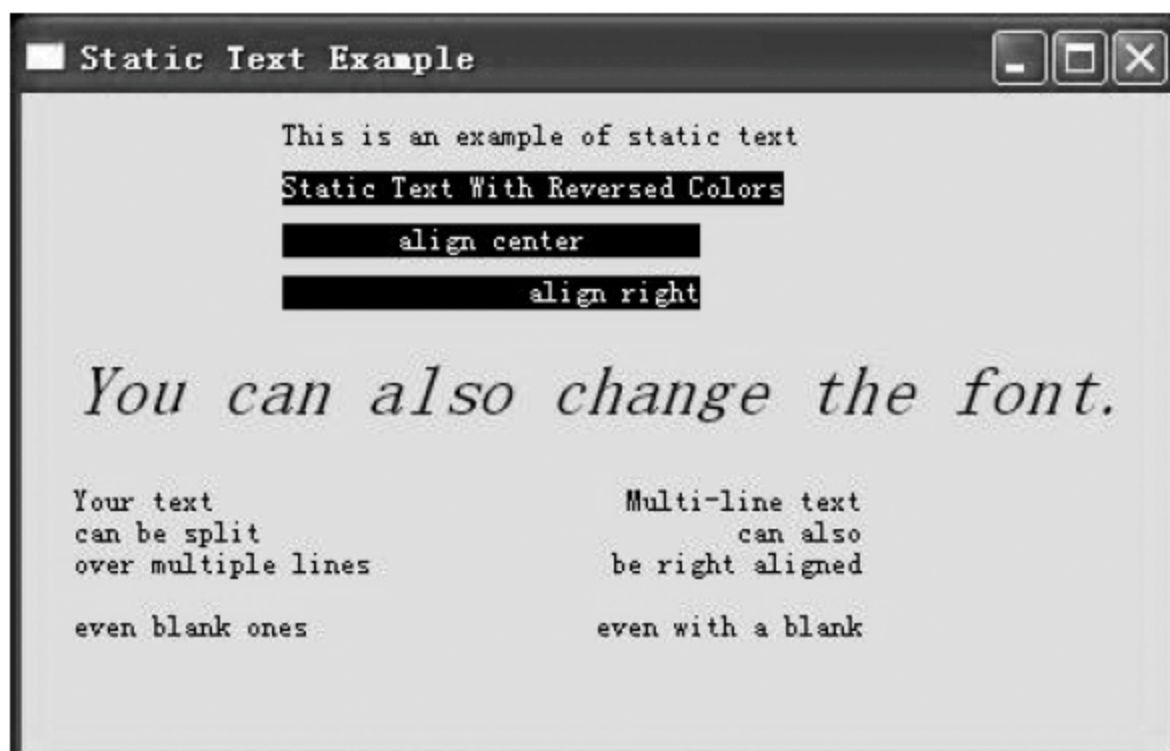 Static Text Example
This is an example of static text
Static Text With Reversed Colors
align center
align right
You can also change the font.
Your text
can be split
over multiple lines
even blank ones
Multi-line text
can also
be right aligned
even with a blank